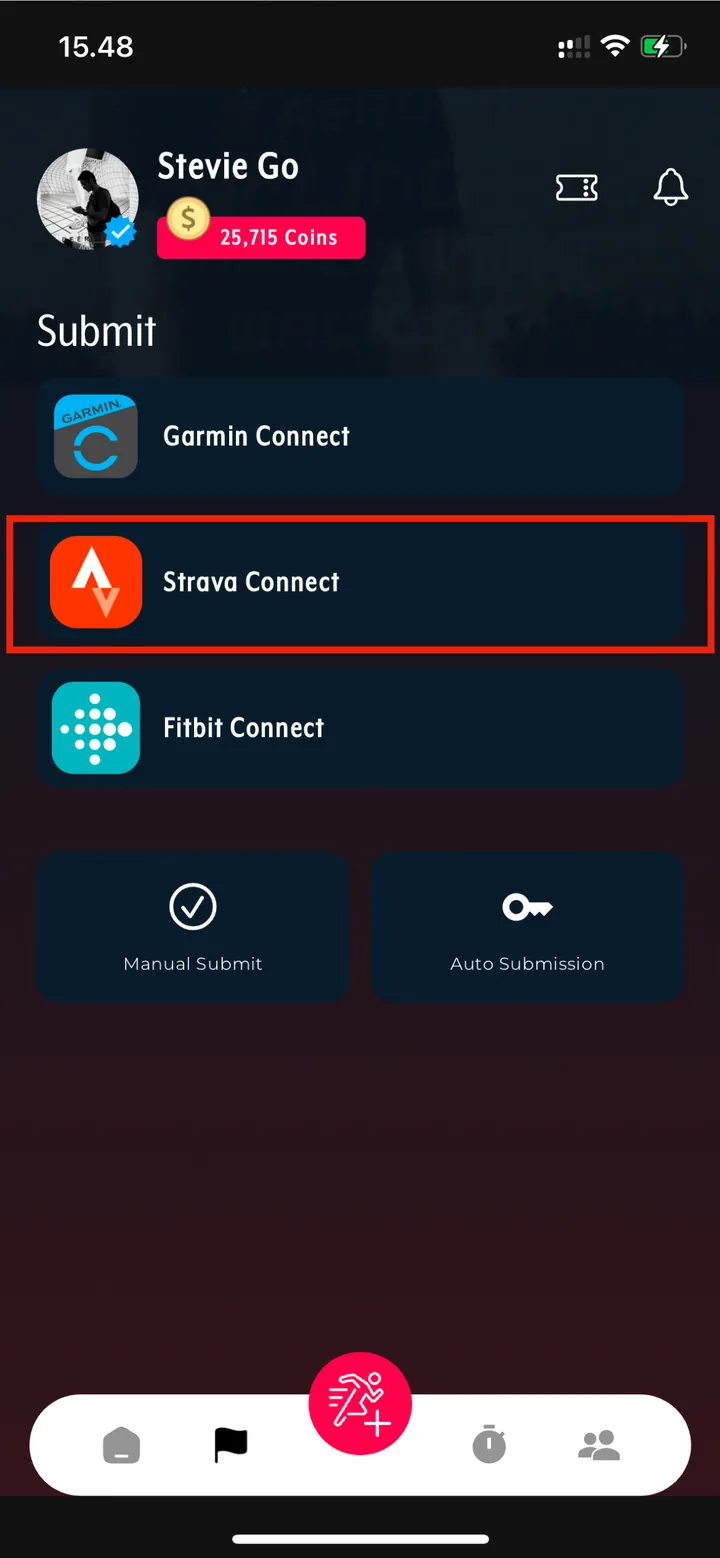 15.48
Stevie Go
$
25,715 Coins
Submit
GARMIN
Garmin Connect
Strava Connect
Fitbit Connect
Manual Submit
Auto Submission